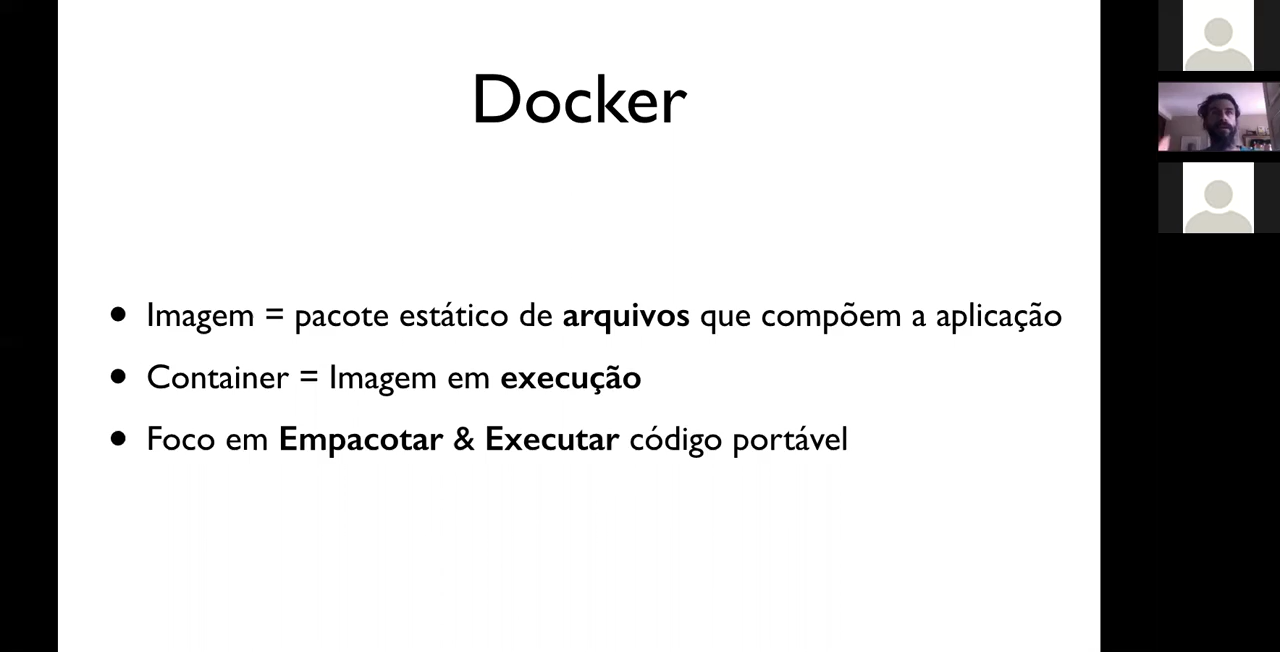 Docker
Imagem = pacote estático de arquivos que compõem a aplicação
Container = Imagem em execução
Foco em Empacotar & Executar código portável